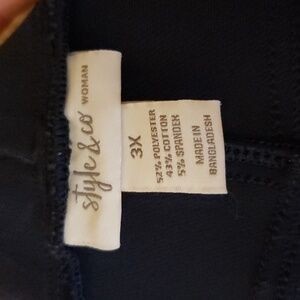 style & co
WOMAN
3X
52% POLYESTER
43% COTTON
5% SPANDEX
MADE IN
BANGLADESH